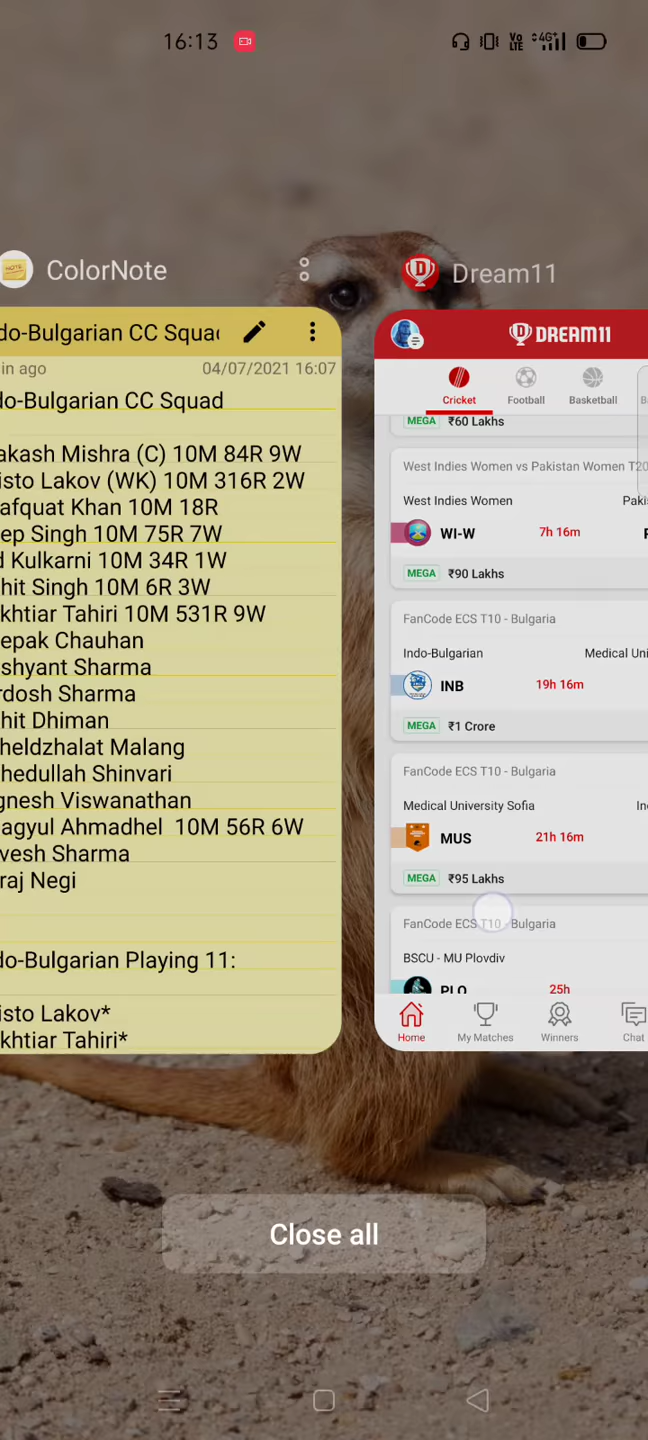 16:13
Vo LTE 4G+
ColorNote
do-Bulgarian CC Squa
in ago 04/07/2021 16:07
do-Bulgarian CC Squad
akash Mishra (C) 10M 84R 9W
isto Lakov (WK) 10M 316R 2W
afquat Khan 10M 18R
eep Singh 10M 75R 7W
d Kulkarni 10M 34R 1W
hit Singh 10M 6R 3W
khtiar Tahiri 10M 531R 9W
epak Chauhan
shyant Sharma
rdosh Sharma
hit Dhiman
heldzhalat Malang
hedullah Shinvari
gnesh Viswanathan
agyul Ahmadhel 10M 56R 6W
vesh Sharma
raj Negi
do-Bulgarian Playing 11:
isto Lakov*
khtiar Tahiri*
Dream11
DREAM11
Cricket Football Basketball
MEGA ₹60 Lakhs
West Indies Women vs Pakistan Women T20
West Indies Women Paki
WI-W 7h 16m
MEGA ₹90 Lakhs
FanCode ECS T10 - Bulgaria
Indo-Bulgarian Medical Uni
INB 19h 16m
MEGA ₹1 Crore
FanCode ECS T10 - Bulgaria
Medical University Sofia In
MUS 21h 16m
MEGA ₹95 Lakhs
FanCode ECS T10 - Bulgaria
BSCU - MU Plovdiv
PLO 25h
Home My Matches Winners Chat
Close all